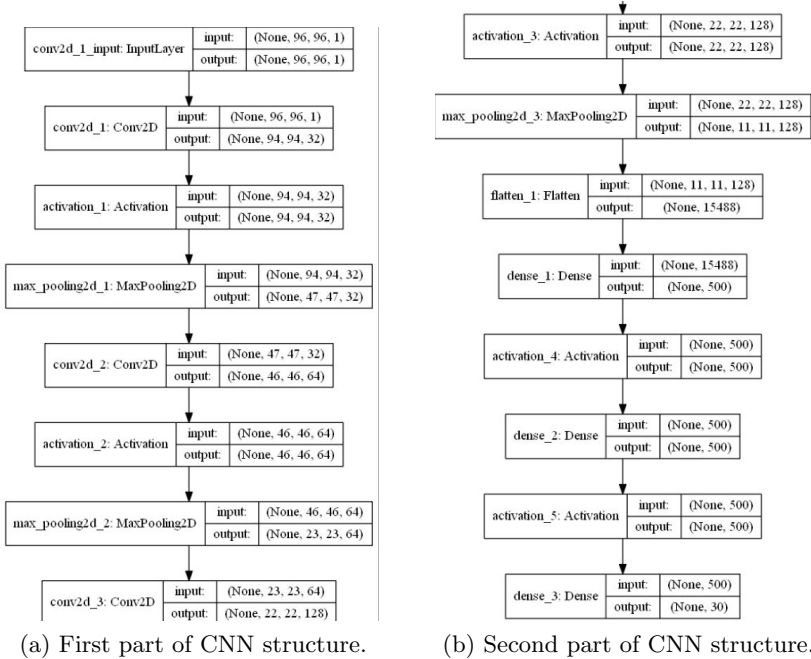 conv2d_1_input: InputLayer
input: (None, 96, 96, 1)
output: (None, 96, 96, 1)
conv2d_1: Conv2D
input: (None, 96, 96, 1)
output: (None, 94, 94, 32)
activation_1: Activation
input: (None, 94, 94, 32)
output: (None, 94, 94, 32)
max_pooling2d_1: MaxPooling2D
input: (None, 94, 94, 32)
output: (None, 47, 47, 32)
conv2d_2: Conv2D
input: (None, 47, 47, 32)
output: (None, 46, 46, 64)
activation_2: Activation
input: (None, 46, 46, 64)
output: (None, 46, 46, 64)
max_pooling2d_2: MaxPooling2D
input: (None, 46, 46, 64)
output: (None, 23, 23, 64)
conv2d_3: Conv2D
input: (None, 23, 23, 64)
output: (None, 22, 22, 128)
(a) First part of CNN structure.
activation_3: Activation
input: (None, 22, 22, 128)
output: (None, 22, 22, 128)
max_pooling2d_3: MaxPooling2D
input: (None, 22, 22, 128)
output: (None, 11, 11, 128)
flatten_1: Flatten
input: (None, 11, 11, 128)
output: (None, 15488)
dense_1: Dense
input: (None, 15488)
output: (None, 500)
activation_4: Activation
input: (None, 500)
output: (None, 500)
dense_2: Dense
input: (None, 500)
output: (None, 500)
activation_5: Activation
input: (None, 500)
output: (None, 500)
dense_3: Dense
input: (None, 500)
output: (None, 30)
(b) Second part of CNN structure.